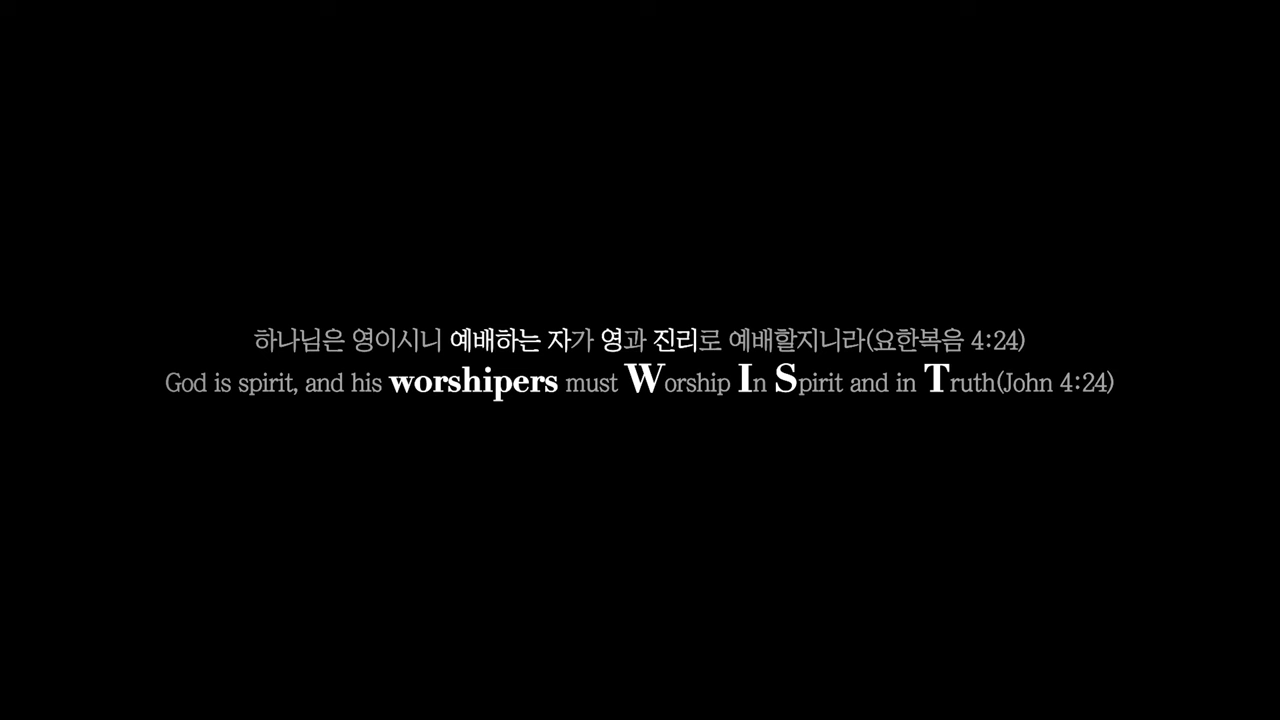 하나님은 영이시니 예배하는 자가 영과 진리로 예배할지니라(요한복음 4:24)
God is spirit, and his worshipers must Worship In Spirit and in Truth(John 4:24)